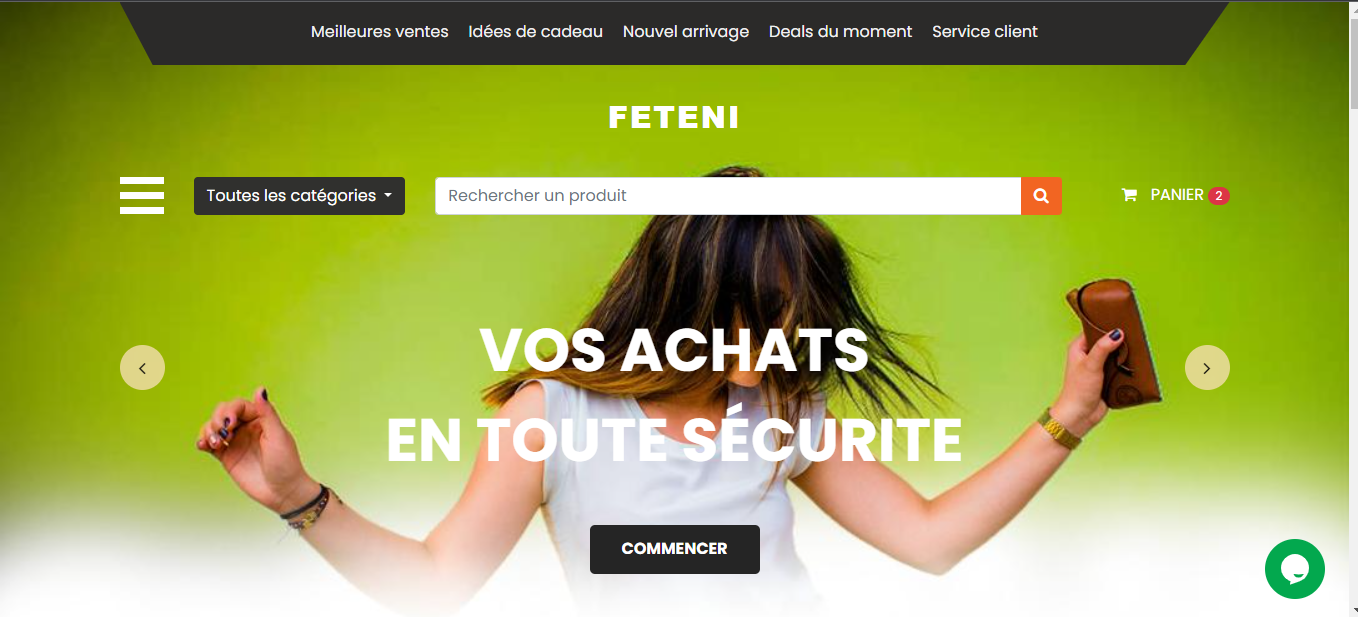 Meilleures ventes Idées de cadeau Nouvel arrivage Deals du moment Service client
FETENI
Toutes les catégories Rechercher un produit PANIER 2
VOS ACHATS
EN TOUTE SÉCURITE
COMMENCER